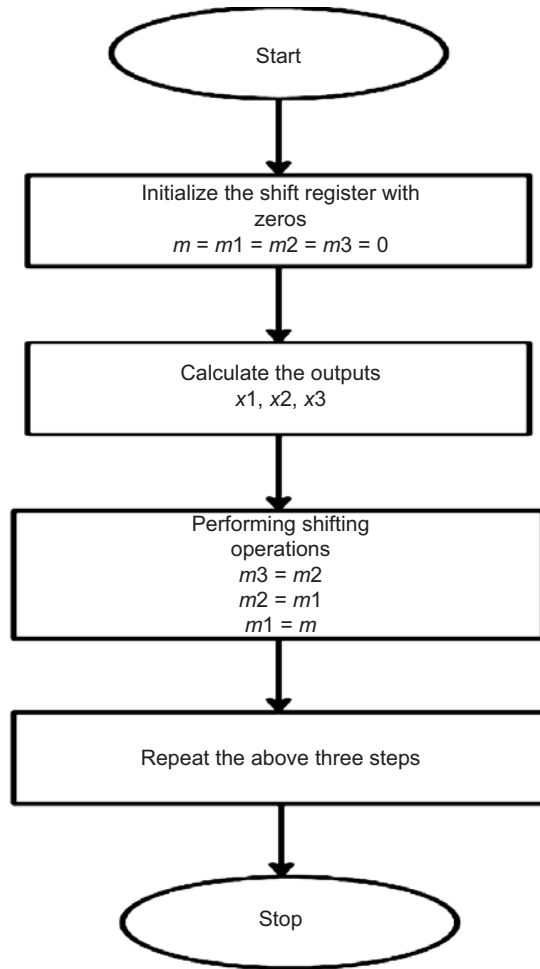 Start
Initialize the shift register with
zeros
m = m1 = m2 = m3 = 0
Calculate the outputs
x1, x2, x3
Performing shifting
operations
m3 = m2
m2 = m1
m1 = m
Repeat the above three steps
Stop